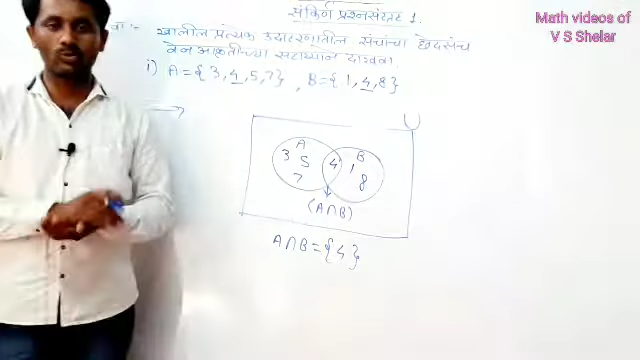 Math videos of
V S Shelar
संकीर्ण प्रश्नसंग्रह 1.
खालील प्रत्येक उदाहरणातील संचांचा छेदसंच
वेन आकृतीच्या सहाय्याने दाखवा.
i) A={3,4,5,7} , B={1,4,8}
U
A
B
3 5 4 1
7 8
(A∩B)
A∩B={4}